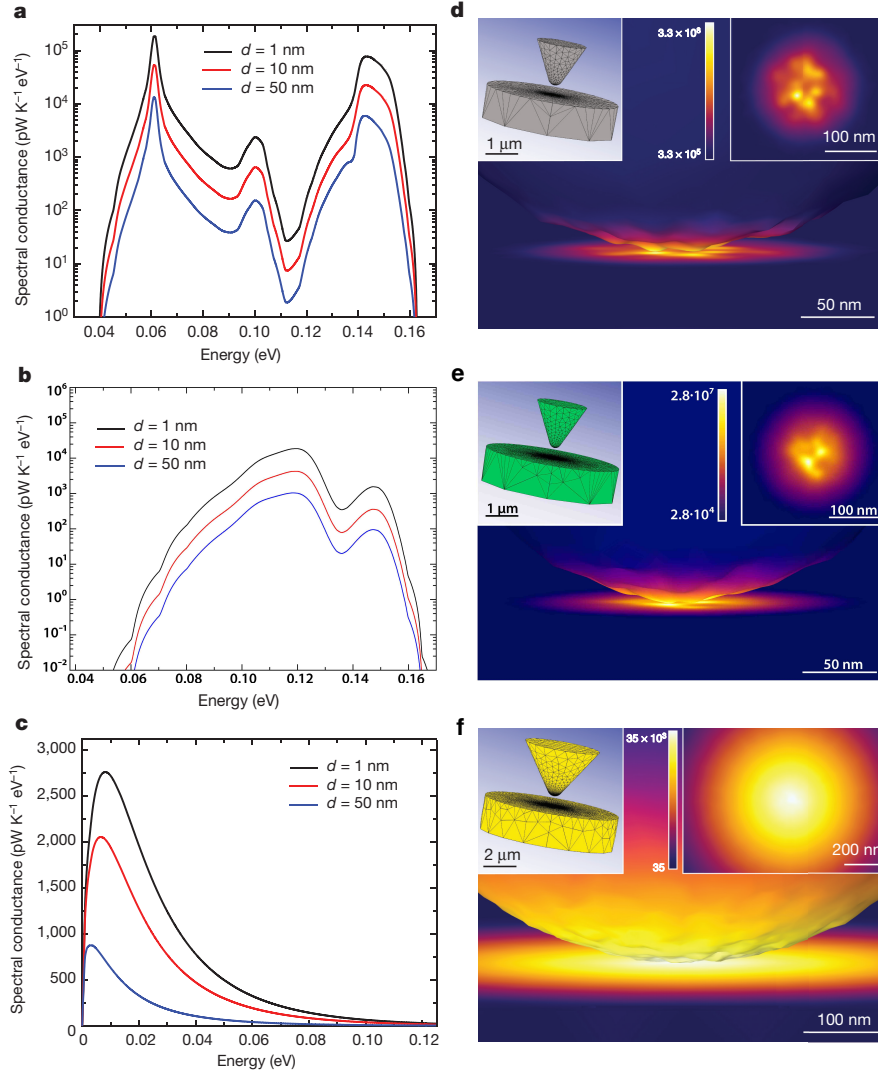 a
Spectral conductance (pW K⁻¹ eV⁻¹)
10⁵
10⁴
10³
10²
10¹
10⁰
d = 1 nm
d = 10 nm
d = 50 nm
0.04 0.06 0.08 0.10 0.12 0.14 0.16
Energy (eV)
b
Spectral conductance (pW K⁻¹ eV⁻¹)
10⁶
10⁵
10⁴
10³
10²
10¹
10⁰
10⁻¹
10⁻²
d = 1 nm
d = 10 nm
d = 50 nm
0.04 0.06 0.08 0.10 0.12 0.14 0.16
Energy (eV)
c
Spectral conductance (pW K⁻¹ eV⁻¹)
3,000
2,500
2,000
1,500
1,000
500
0
d = 1 nm
d = 10 nm
d = 50 nm
0 0.02 0.04 0.06 0.08 0.10 0.12
Energy (eV)
d
1 µm
3.3 × 10⁸
3.3 × 10⁵
100 nm
50 nm
e
1 µm
2.8·10⁷
2.8·10⁴
100 nm
50 nm
f
2 µm
35 × 10³
35
200 nm
100 nm